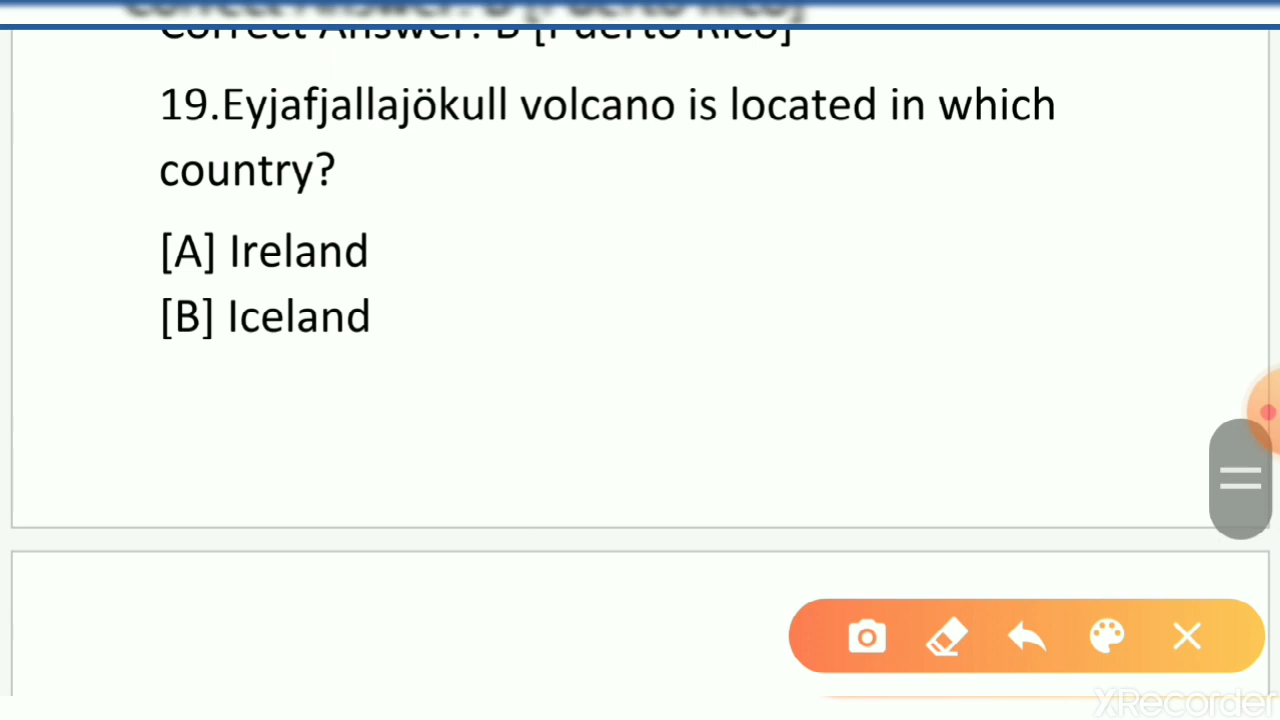 Correct Answer: B [Puerto Rico]
19.Eyjafjallajökull volcano is located in which
country?
[A] Ireland
[B] Iceland
XRecorder